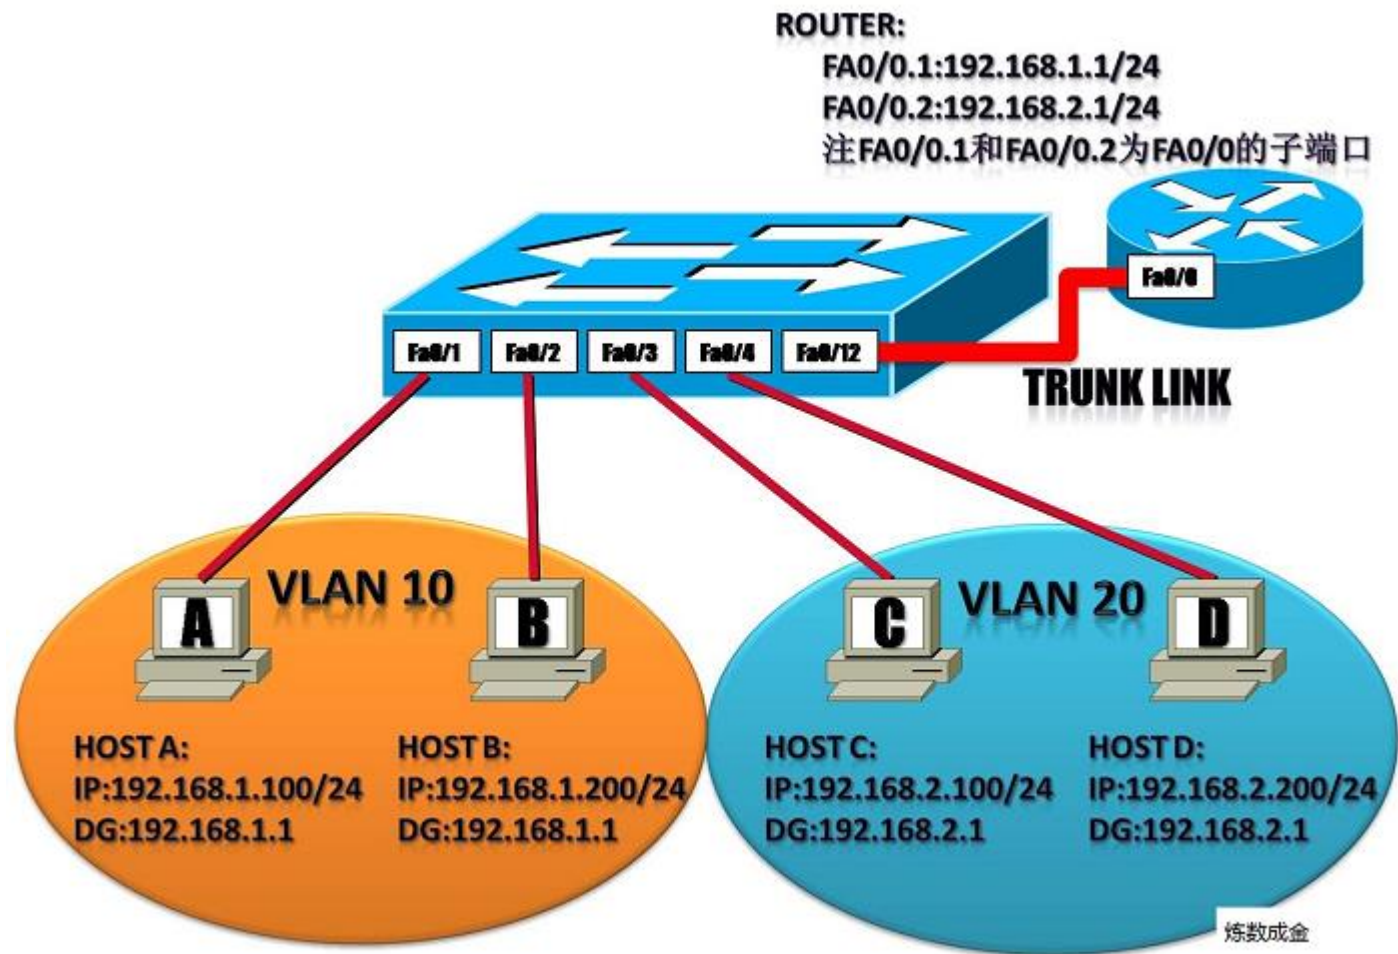 ROUTER:
FA0/0.1:192.168.1.1/24
FA0/0.2:192.168.2.1/24
注FA0/0.1和FA0/0.2为FA0/0的子端口
Fa0/0
Fa0/1 Fa0/2 Fa0/3 Fa0/4 Fa0/12
TRUNK LINK
VLAN 10
VLAN 20
A B C D
HOST A:
IP:192.168.1.100/24
DG:192.168.1.1
HOST B:
IP:192.168.1.200/24
DG:192.168.1.1
HOST C:
IP:192.168.2.100/24
DG:192.168.2.1
HOST D:
IP:192.168.2.200/24
DG:192.168.2.1
炼数成金